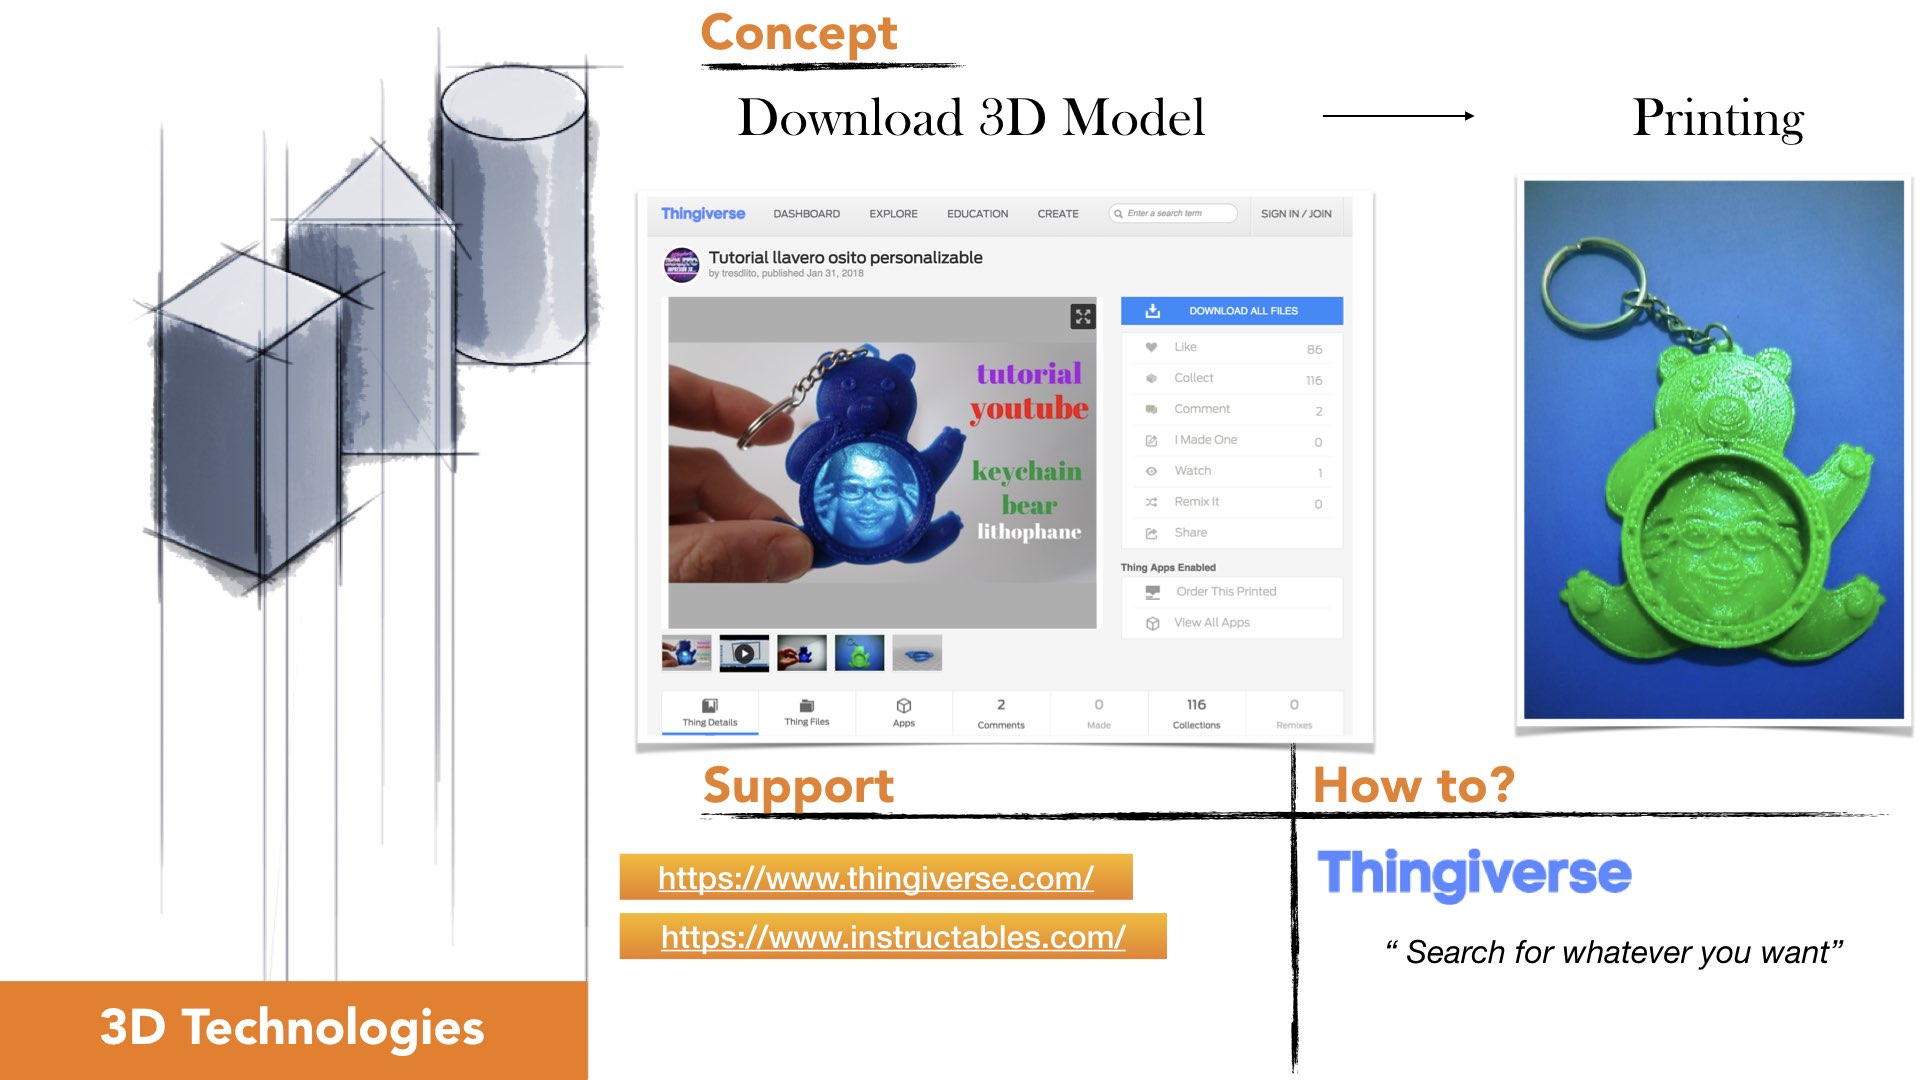 Concept
Download 3D Model
Printing
Thingiverse
DASHBOARD
EXPLORE
EDUCATION
CREATE
Enter a search term
SIGN IN / JOIN
Tutorial llavero osito personalizable
by tresdlito, published Jan 31, 2018
tutorial
youtube
keychain
bear
lithophane
DOWNLOAD ALL FILES
Like 86
Collect 116
Comment 2
I Made One 0
Watch 1
Remix It 0
Share
Thing Apps Enabled
Order This Printed
View All Apps
Thing Details
Thing Files
Apps
2
Comments
0
Made
116
Collections
0
Remixes
Support
https://www.thingiverse.com/
https://www.instructables.com/
How to?
Thingiverse
“ Search for whatever you want”
3D Technologies